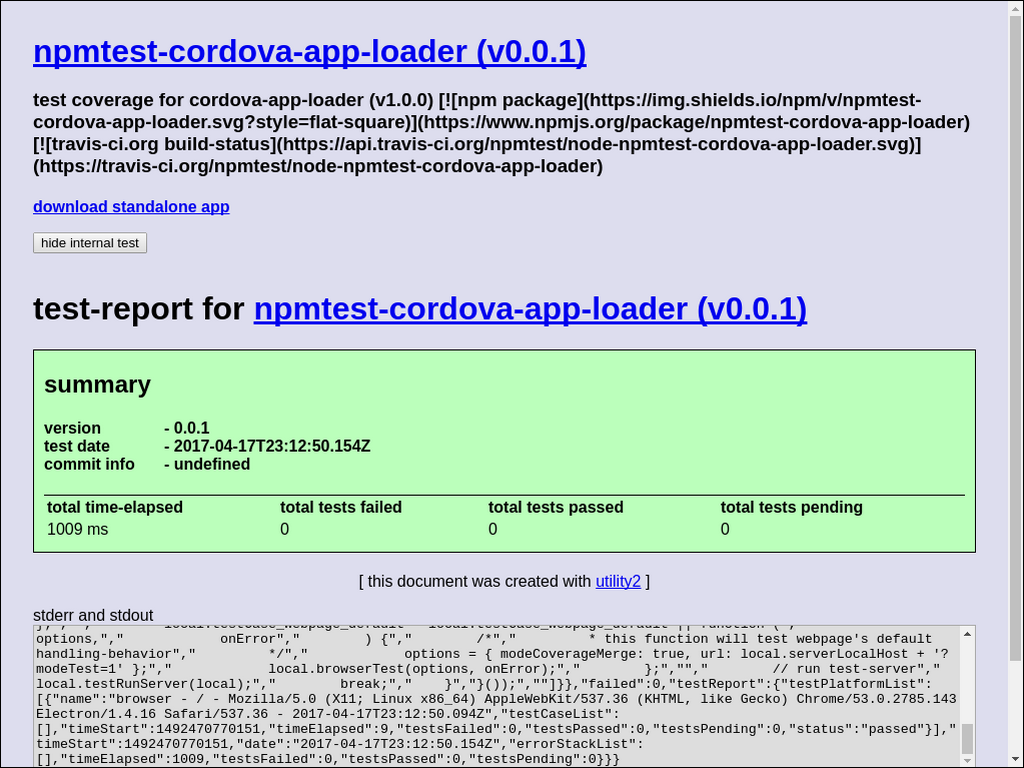 npmtest-cordova-app-loader (v0.0.1)
test coverage for cordova-app-loader (v1.0.0) [![npm package](https://img.shields.io/npm/v/npmtest-
cordova-app-loader.svg?style=flat-square)](https://www.npmjs.org/package/npmtest-cordova-app-loader)
[![travis-ci.org build-status](https://api.travis-ci.org/npmtest/node-npmtest-cordova-app-loader.svg)]
(https://travis-ci.org/npmtest/node-npmtest-cordova-app-loader)
download standalone app
hide internal test
test-report for npmtest-cordova-app-loader (v0.0.1)
summary
version - 0.0.1
test date - 2017-04-17T23:12:50.154Z
commit info - undefined
total time-elapsed total tests failed total tests passed total tests pending
1009 ms 0 0 0
[ this document was created with utility2 ]
stderr and stdout
options,"," onError"," ) {"," /*"," * this function will test webpage's default
handling-behavior"," */"," options = { modeCoverageMerge: true, url: local.serverLocalHost + '?
modeTest=1' };"," local.browserTest(options, onError);"," };",""," // run test-server","
local.testRunServer(local);"," break;"," }","}());",""]}},"failed":0,"testReport":{"testPlatformList":
[{"name":"browser - / - Mozilla/5.0 (X11; Linux x86_64) AppleWebKit/537.36 (KHTML, like Gecko) Chrome/53.0.2785.143
Electron/1.4.16 Safari/537.36 - 2017-04-17T23:12:50.094Z","testCaseList":
[],"timeStart":1492470770151,"timeElapsed":9,"testsFailed":0,"testsPassed":0,"testsPending":0,"status":"passed"}],"
timeStart":1492470770151,"date":"2017-04-17T23:12:50.154Z","errorStackList":
[],"timeElapsed":1009,"testsFailed":0,"testsPassed":0,"testsPending":0}}}